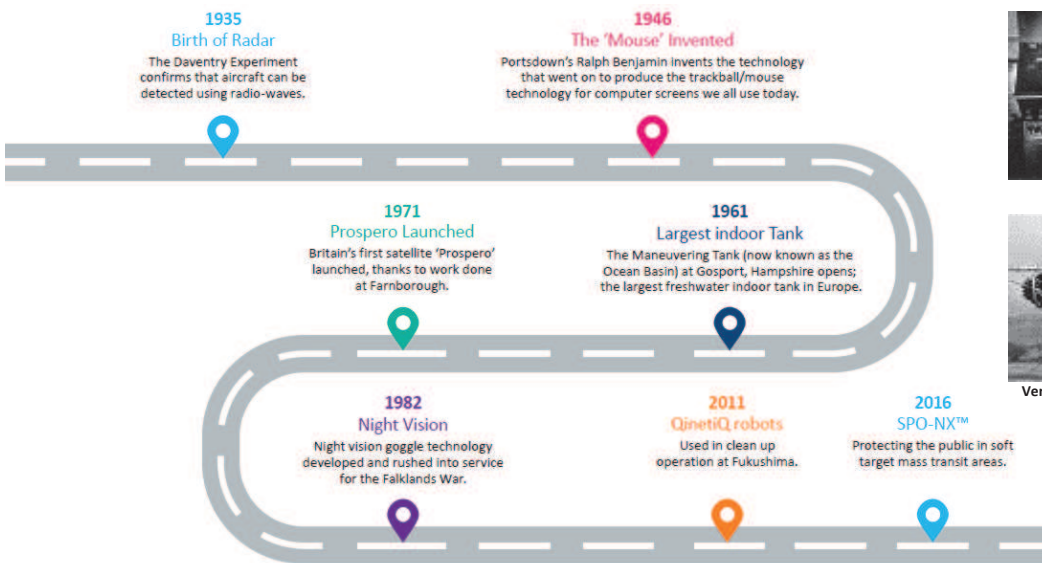 1935
Birth of Radar
The Daventry Experiment
confirms that aircraft can be
detected using radio-waves.
1946
The ‘Mouse’ Invented
Portsdown’s Ralph Benjamin invents the technology
that went on to produce the trackball/mouse
technology for computer screens we all use today.
1971
Prospero Launched
Britain’s first satellite ‘Prospero’
launched, thanks to work done
at Farnborough.
1961
Largest indoor Tank
The Maneuvering Tank (now known as the
Ocean Basin) at Gosport, Hampshire opens;
the largest freshwater indoor tank in Europe.
Ver
1982
Night Vision
Night vision goggle technology
developed and rushed into service
for the Falklands War.
2011
QinetiQ robots
Used in clean up
operation at Fukushima.
2016
SPO-NX™
Protecting the public in soft
target mass transit areas.